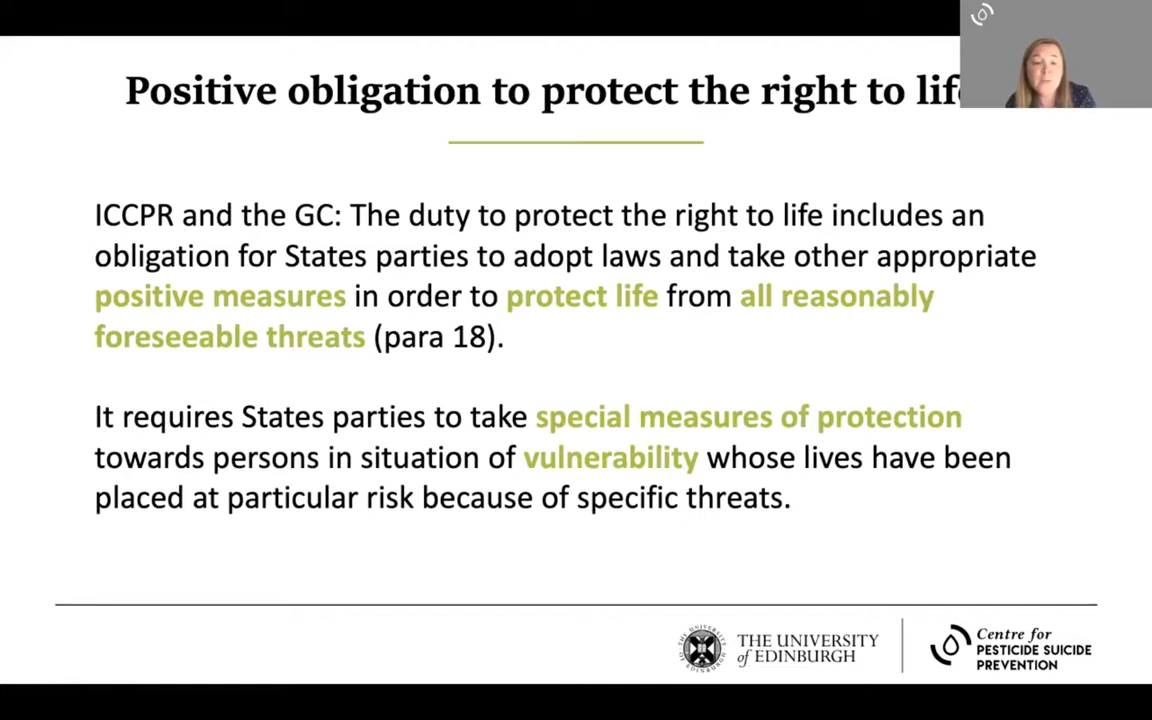 Positive obligation to protect the right to life
ICCPR and the GC: The duty to protect the right to life includes an
obligation for States parties to adopt laws and take other appropriate
positive measures in order to protect life from all reasonably
foreseeable threats (para 18).
It requires States parties to take special measures of protection
towards persons in situation of vulnerability whose lives have been
placed at particular risk because of specific threats.
THE UNIVERSITY
of EDINBURGH
Centre for
PESTICIDE SUICIDE
PREVENTION